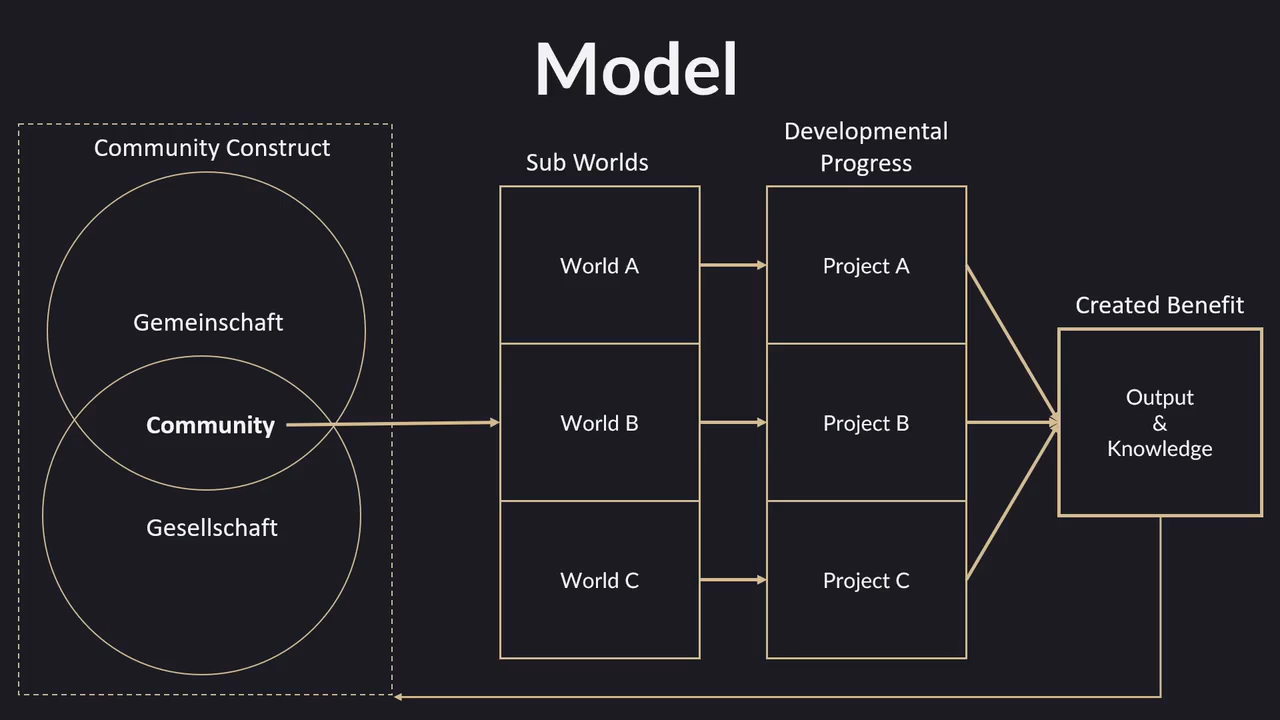 Model
Community Construct
Gemeinschaft
Community
Gesellschaft
Sub Worlds
World A
World B
World C
Developmental
Progress
Project A
Project B
Project C
Created Benefit
Output
&
Knowledge